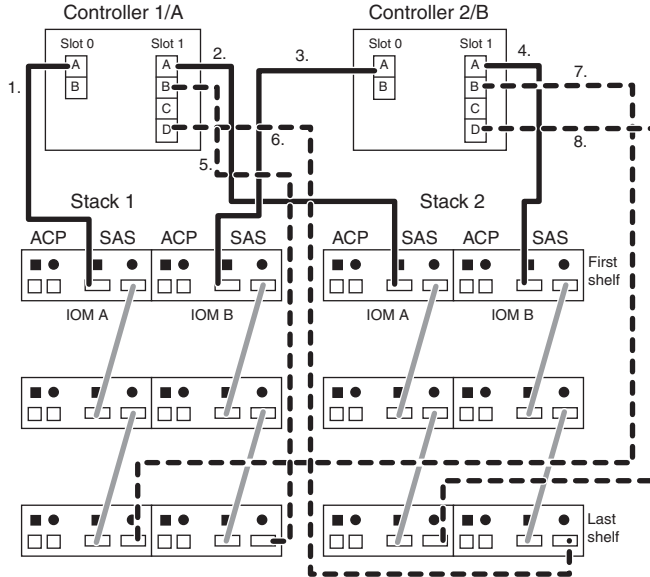 Controller 1/A
Controller 2/B
Slot 0
Slot 1
2.
3.
Slot 0
Slot 1
4.
A
A
A
A
7.
1.
B
B
B
B
C
C
D
D
6.
8.
5.
Stack 1
Stack 2
ACP
SAS
ACP
SAS
ACP
SAS
ACP
SAS
First
shelf
IOM A
IOM B
IOM A
IOM B
Last
shelf